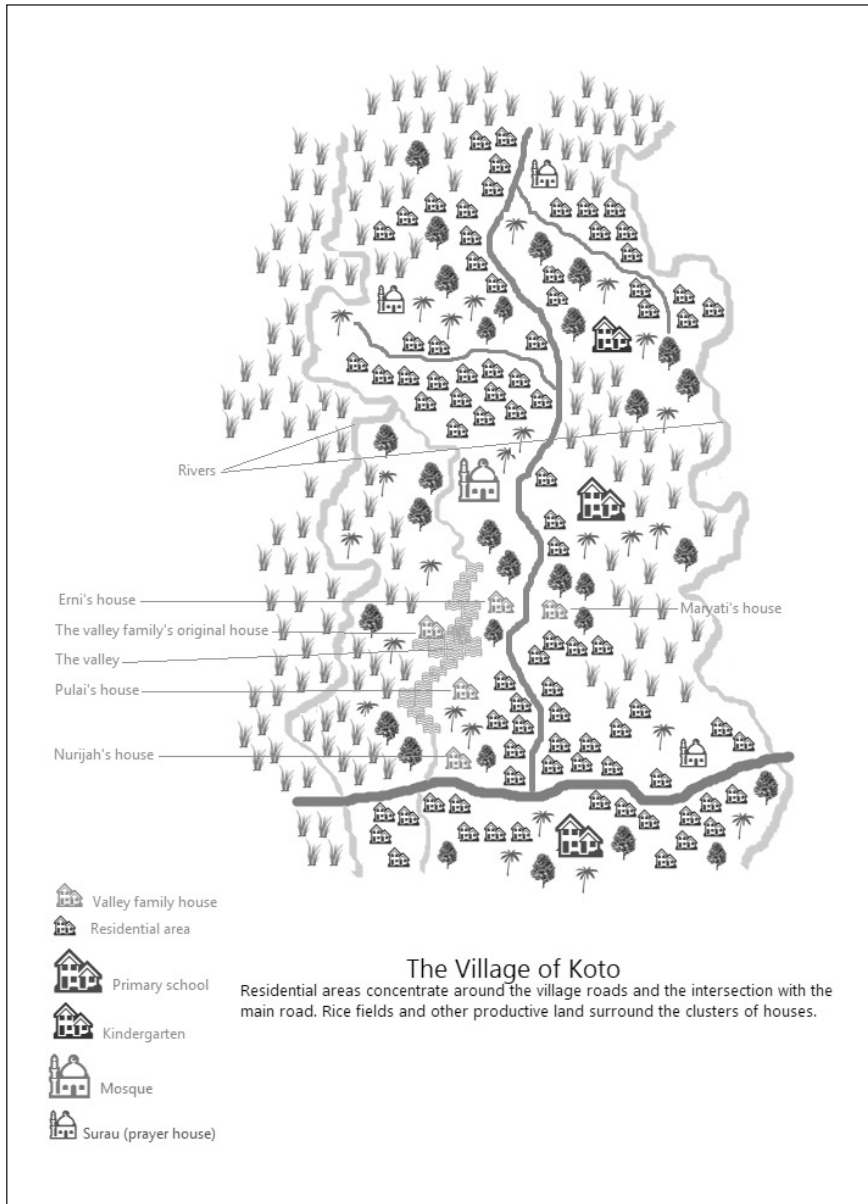 Rivers
Erni's house
Maryati's house
The valley family's original house
The valley
Pulai's house
Nurijah's house
Valley family house
Residential area
Primary school
Kindergarten
Mosque
Surau (prayer house)
The Village of Koto
Residential areas concentrate around the village roads and the intersection with the
main road. Rice fields and other productive land surround the clusters of houses.